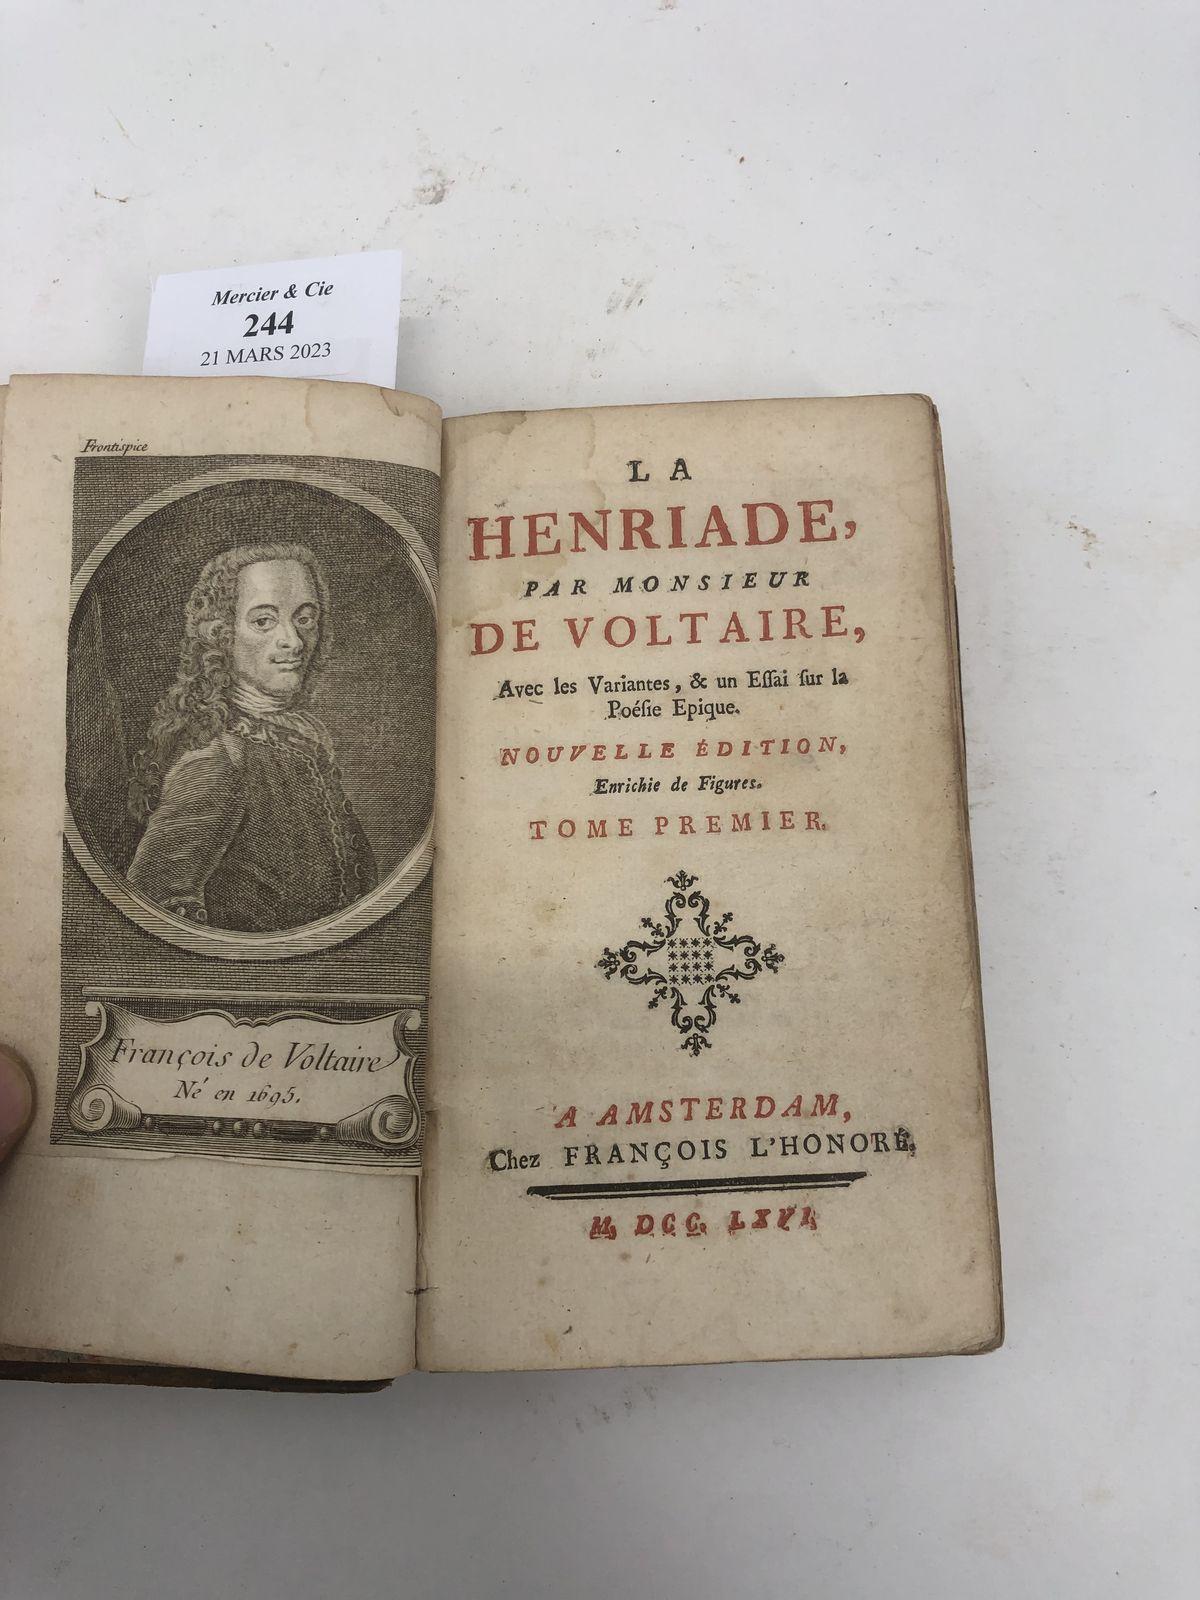 Mercier & Cie
244
21 MARS 2023
Frontispice
François de Voltaire
Né en 1695.
LA
HENRIADE,
PAR MONSIEUR
DE VOLTAIRE,
Avec les Variantes, & un Eſſai ſur la
Poéſie Epique.
NOUVELLE ÉDITION,
Enrichie de Figures.
TOME PREMIER.
A AMSTERDAM,
Chez FRANÇOIS L'HONORÉ,
M, DCC. LXVI.